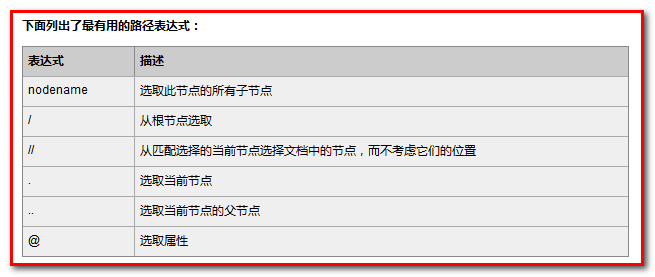 下面列出了最有用的路径表达式：
表达式 描述
nodename 选取此节点的所有子节点
/ 从根节点选取
// 从匹配选择的当前节点选择文档中的节点，而不考虑它们的位置
. 选取当前节点
.. 选取当前节点的父节点
@ 选取属性